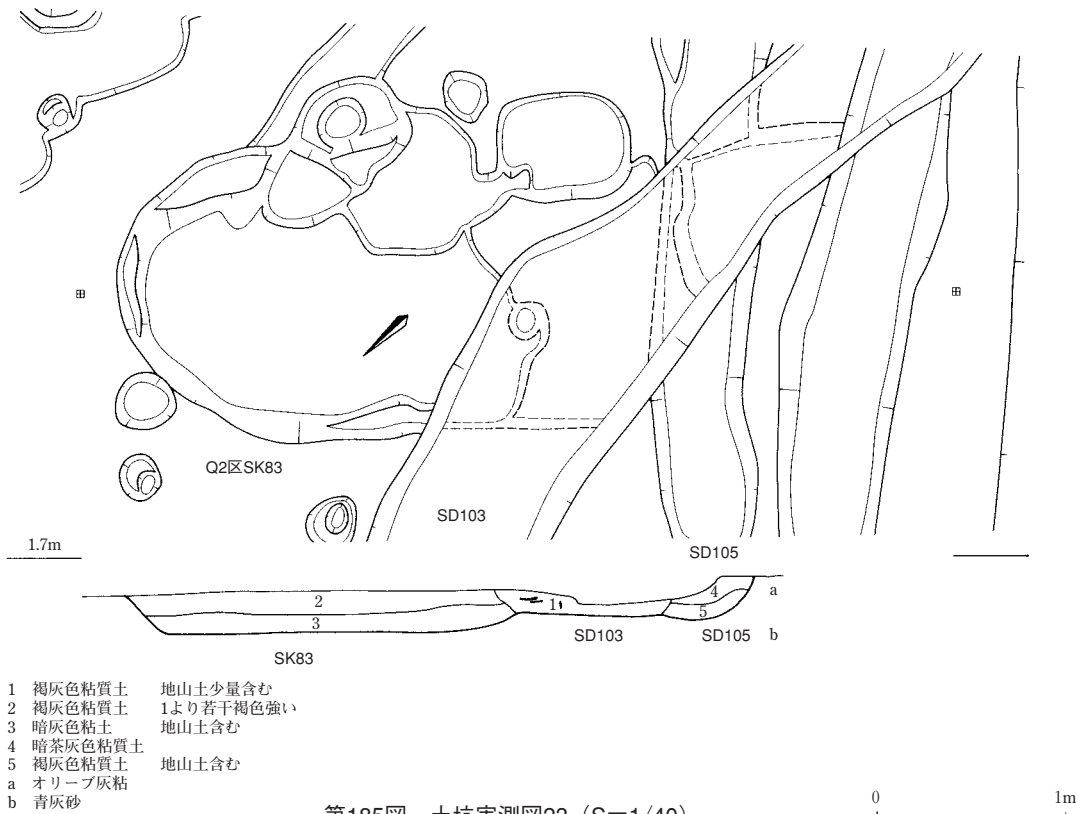 Q2区SK83
SD103
SD105
1.7m
2
1
4
a
3
5
SD103
SD105
b
SK83
1 褐灰色粘質土 地山土少量含む
2 褐灰色粘質土 1より若干褐色強い
3 暗灰色粘土 地山土含む
4 暗茶灰色粘質土
5 褐灰色粘質土 地山土含む
a オリーブ灰粘
b 青灰砂
0 1m